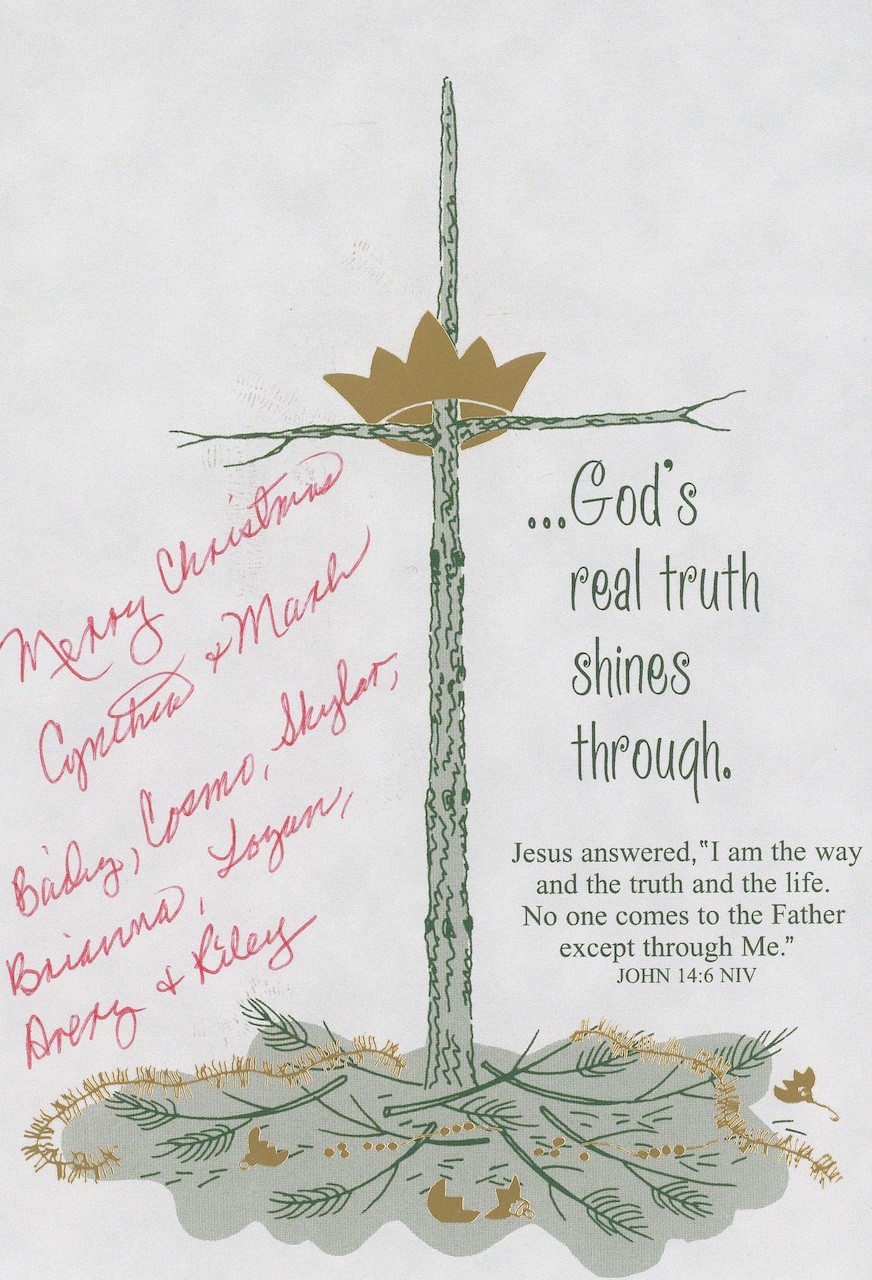 Merry Christmas
Cynthia & Mark
Cosmo, Skylar,
Brianna, Logan,
Avery & Riley
...God's
real truth
shines
through.
Jesus answered, "I am the way
and the truth and the life.
No one comes to the Father
except through Me."
JOHN 14:6 NIV